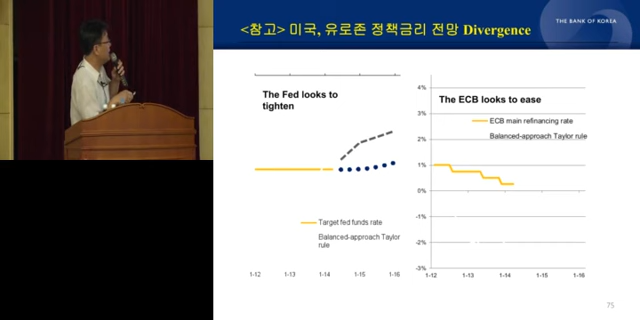 <참고> 미국, 유로존 정책금리 전망 Divergence
THE BANK OF KOREA
The Fed looks to
tighten
Target fed funds rate
Balanced-approach Taylor
rule
1-12 1-13 1-14 1-15 1-16
The ECB looks to ease
ECB main refinancing rate
Balanced-approach Taylor rule
4%
3%
2%
1%
0%
-1%
-2%
-3%
1-12 1-13 1-14 1-15 1-16
75